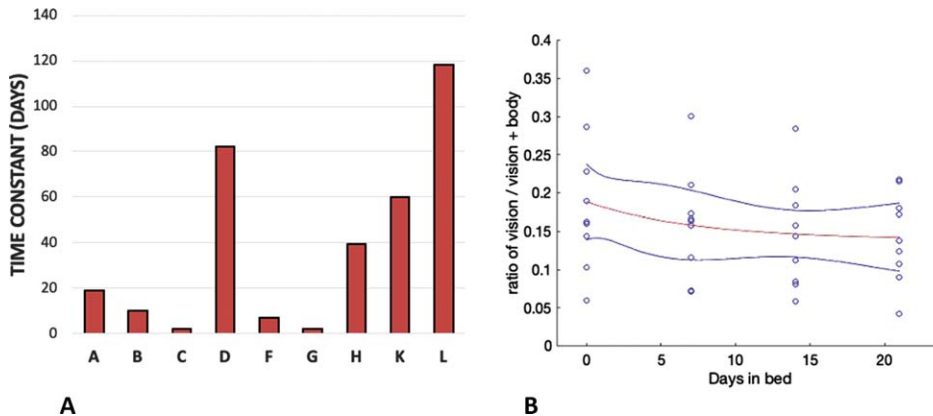 TIME CONSTANT (DAYS)
140
120
100
80
60
40
20
0
A B C D F G H K L
A
ratio of vision / vision + body
0.4
0.35
0.3
0.25
0.2
0.15
0.1
0.05
0
0 5 10 15 20
Days in bed
B